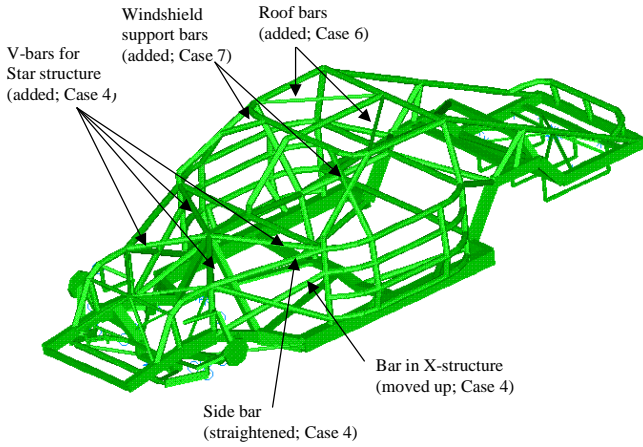 Windshield
support bars
(added; Case 7)
Roof bars
(added; Case 6)
V-bars for
Star structure
(added; Case 4)
Bar in X-structure
(moved up; Case 4)
Side bar
(straightened; Case 4)